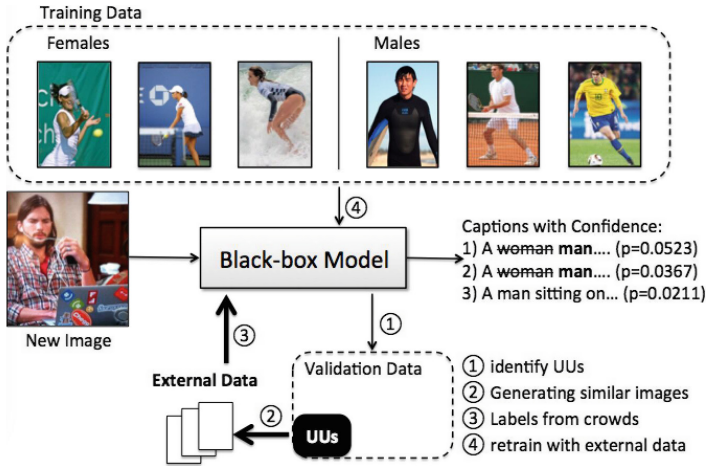 Training Data
Females
Males
④
New Image
Black-box Model
Captions with Confidence:
1) A woman man.... (p=0.0523)
2) A woman man.... (p=0.0367)
3) A man sitting on... (p=0.0211)
③
①
External Data
Validation Data
②
UUs
① identify UUs
② Generating similar images
③ Labels from crowds
④ retrain with external data